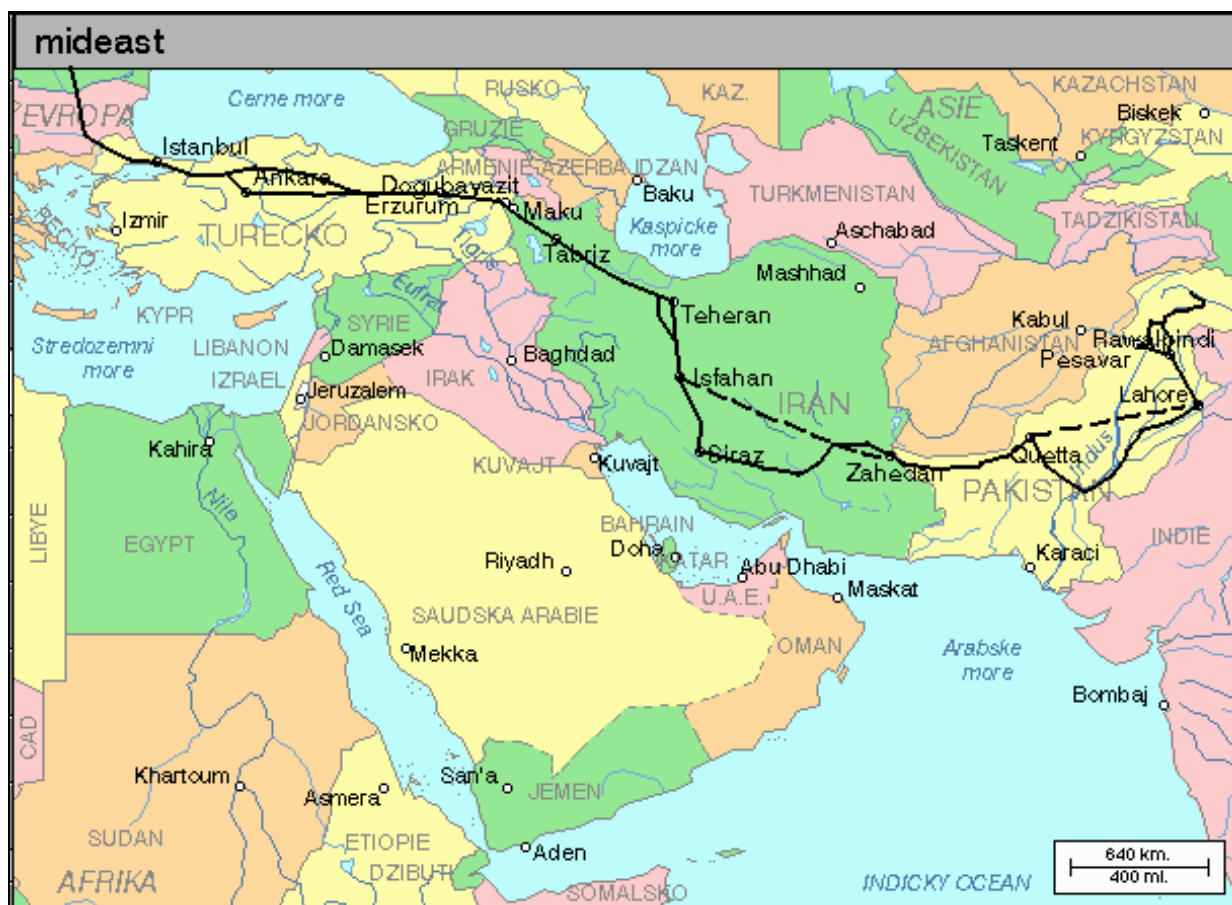 mideast
RUSKO
KAZ.
KAZACHSTAN
EVROPA
Cerne more
ASIE
Biskek
GRUZIE
UZBEKISTAN
Taskent
KYRGYZSTAN
Istanbul
ARMENIE
AZERBAIDZAN
Ankara
Dogubayazit
Baku
TURKMENISTAN
Erzurum
Maku
TADZIKISTAN
RECKO
Izmir
TURECKO
Kaspicke
more
Aschabad
Tabriz
Mashhad
Eufrat
KYPR
SYRIE
Teheran
Kabul
Stredozemni
more
LIBANON
AFGHANISTAN
Rawalpindi
Damasek
Baghdad
Pesavar
IZRAEL
IRAK
Isfahan
Jeruzalem
IRAN
Lahore
JORDANSKO
Kahira
Siraz
Quetta
Indus
KUVAJT
Kuvajt
Zahedan
Nile
PAKISTAN
LIBYE
BAHRAIN
INDIE
EGYPT
Doha
KATAR
Karaci
Riyadh
Abu Dhabi
Red Sea
U.A.E.
Maskat
SAUDSKA ARABIE
OMAN
Arabske
more
Mekka
Bombaj
CAD
Khartoum
San'a
Asmera
JEMEN
SUDAN
ETIOPIE
Aden
640 km.
400 ml.
DZIBUTI
AFRIKA
SOMALSKO
INDICKY OCEAN